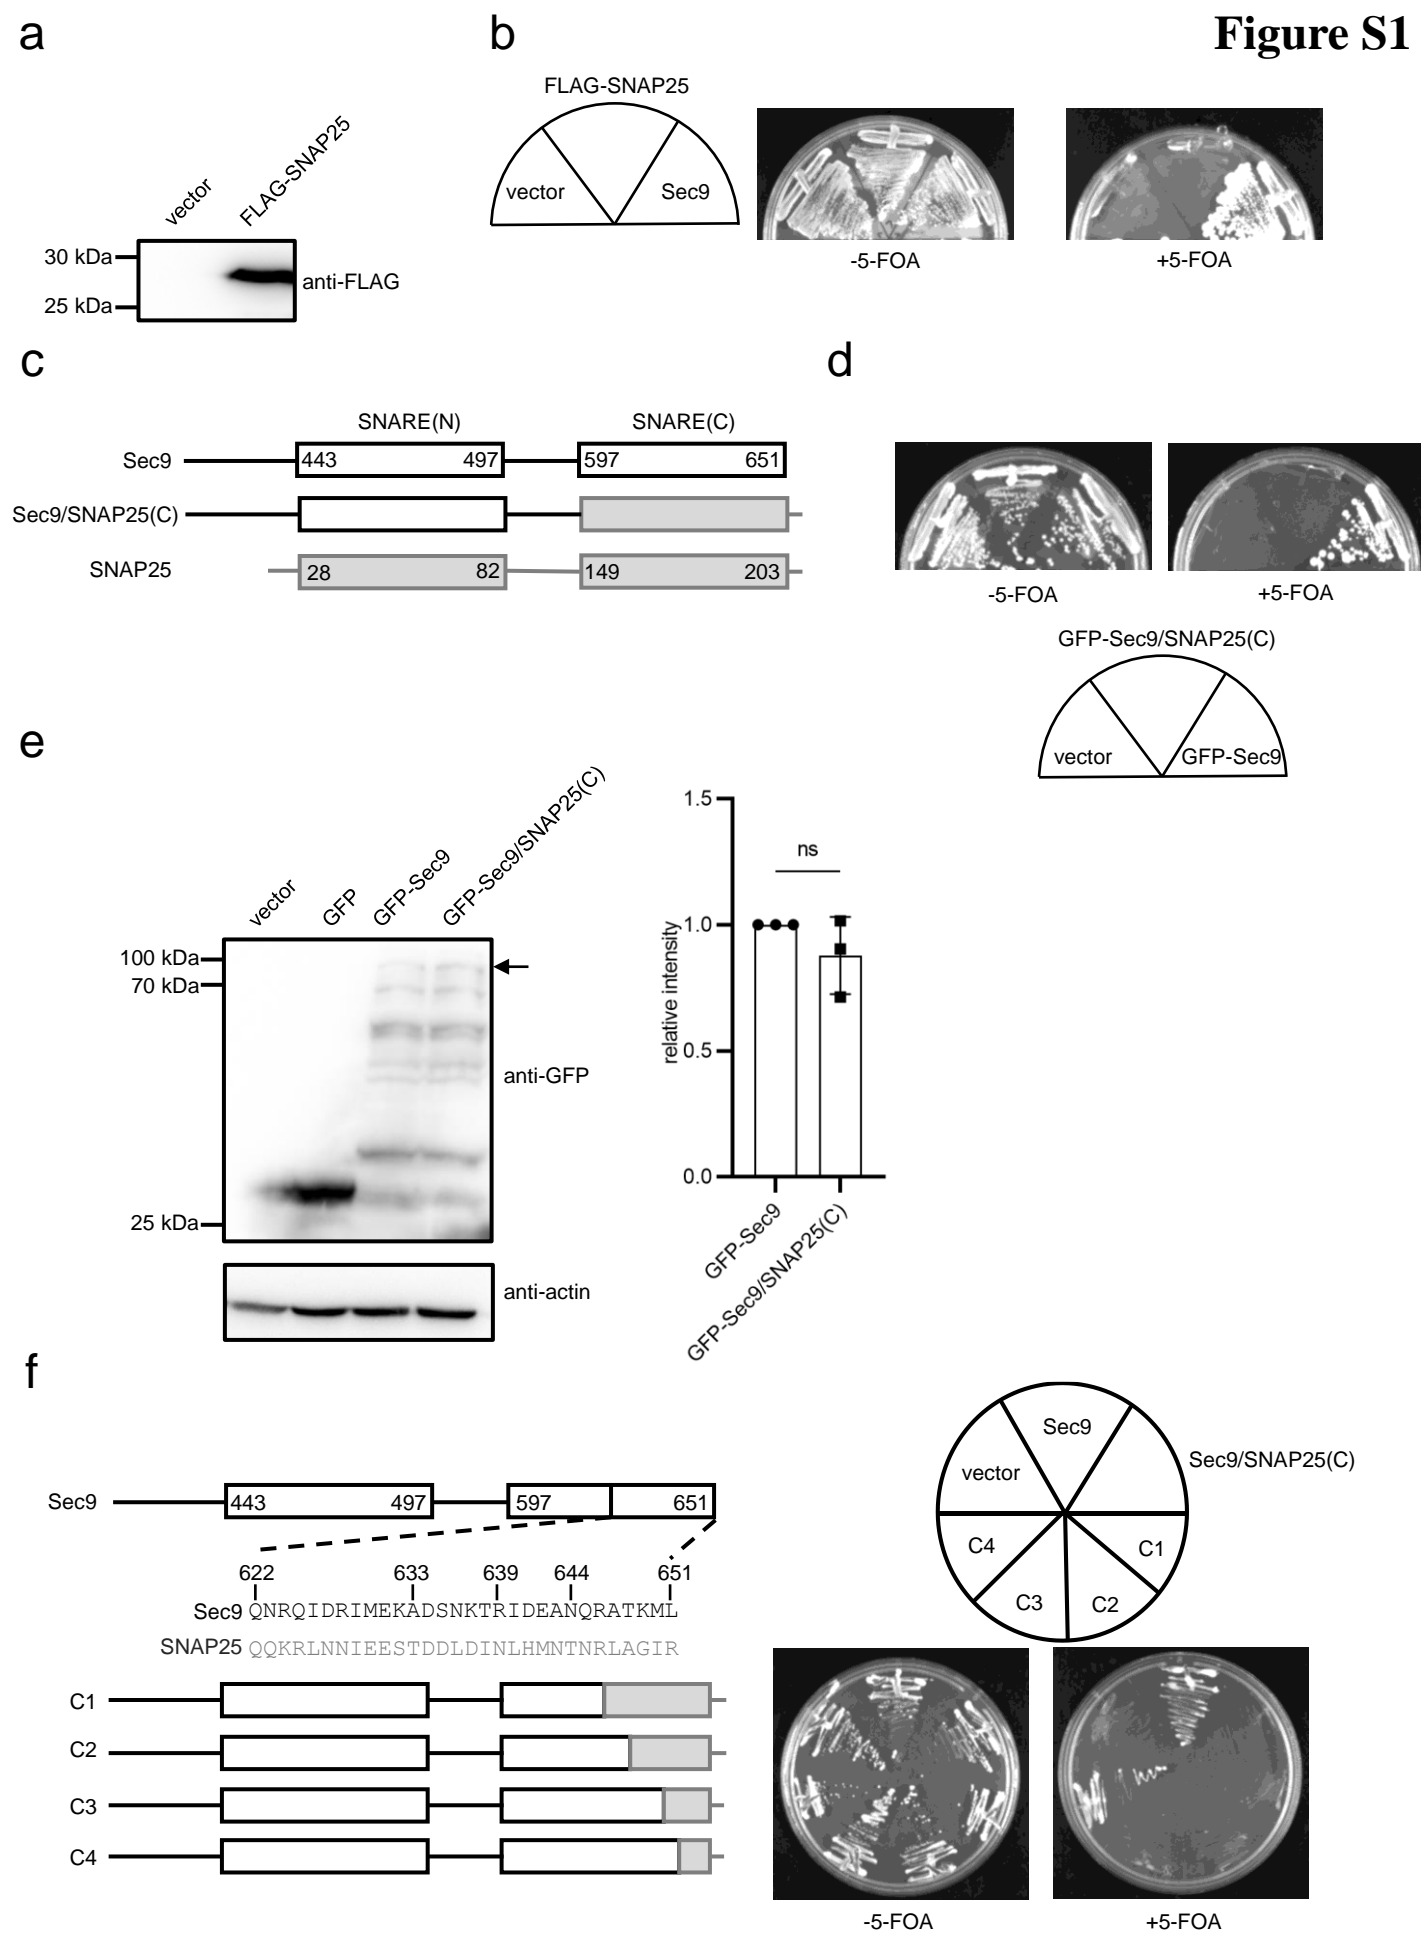 Figure S1
a
vector
FLAG-SNAP25
30 kDa
25 kDa
anti-FLAG
b
FLAG-SNAP25
vector
Sec9
-5-FOA
+5-FOA
c
SNARE(N)
SNARE(C)
Sec9
443
497
597
651
Sec9/SNAP25(C)
SNAP25
28
82
149
203
d
-5-FOA
+5-FOA
GFP-Sec9/SNAP25(C)
vector
GFP-Sec9
e
vector
GFP
GFP-Sec9
GFP-Sec9/SNAP25(C)
100 kDa
70 kDa
25 kDa
anti-GFP
anti-actin
relative intensity
1.5
1.0
0.5
0.0
ns
GFP-Sec9
GFP-Sec9/SNAP25(C)
f
Sec9
443
497
597
651
622
633
639
644
651
Sec9 QNRQIDRIMEKADSNKTRIDEANQRATKML
SNAP25 QQKRLNNIEESTDDLDINLHMNTNRLAGIR
C1
C2
C3
C4
Sec9
Sec9/SNAP25(C)
vector
C4
C1
C3
C2
-5-FOA
+5-FOA